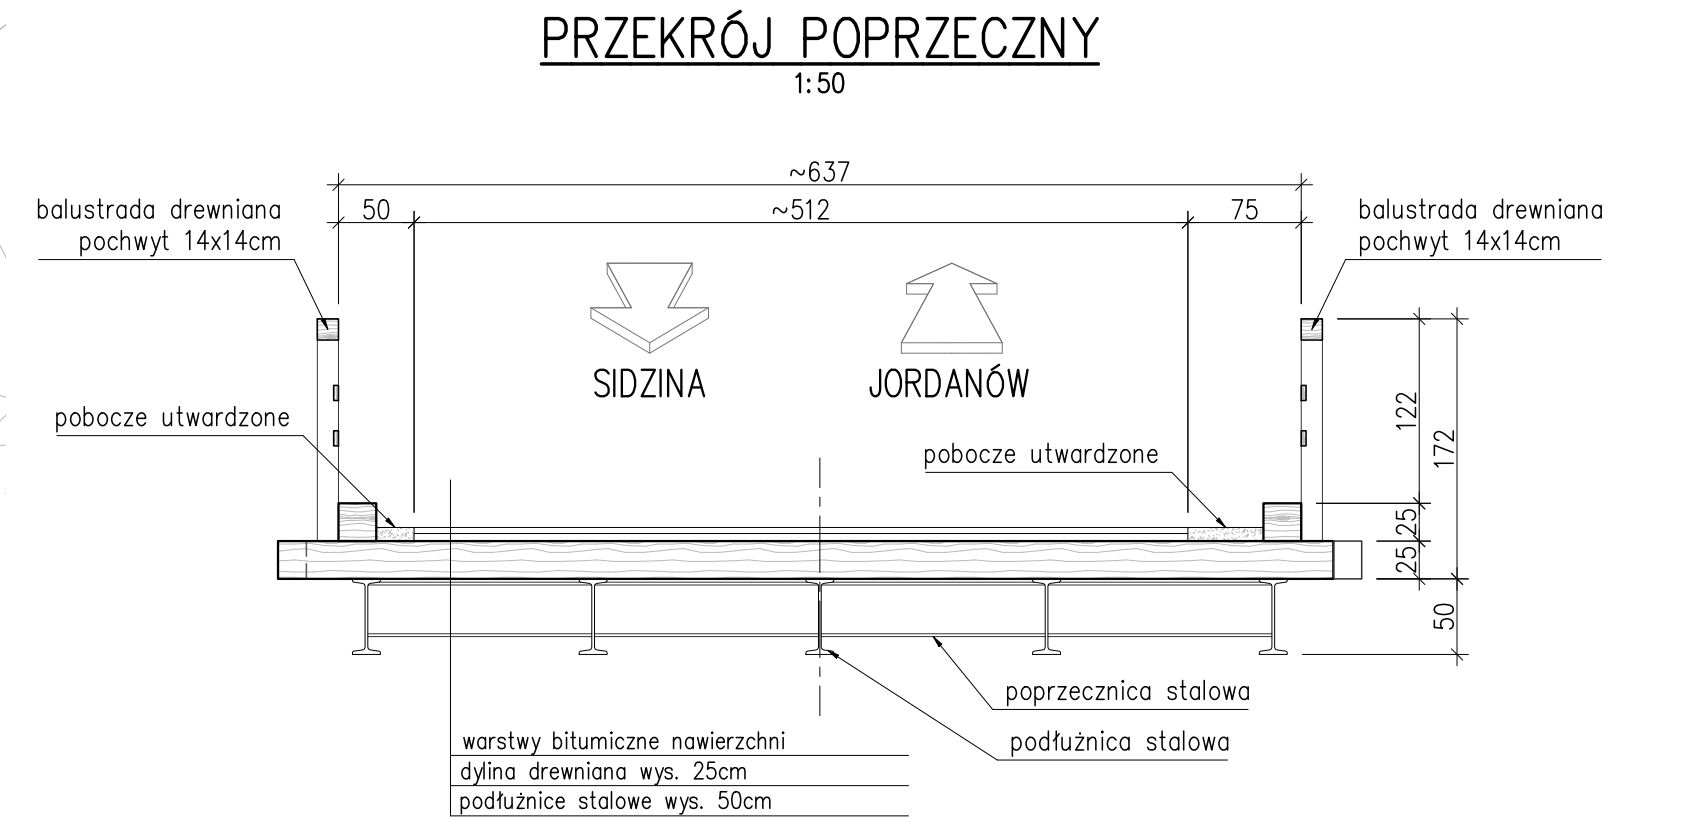 PRZEKRÓJ POPRZECZNY
1:50
~637
50
~512
75
balustrada drewniana
pochwyt 14x14cm
balustrada drewniana
pochwyt 14x14cm
SIDZINA
JORDANÓW
pobocze utwardzone
pobocze utwardzone
122
172
25
25
50
poprzecznica stalowa
podłużnica stalowa
warstwy bitumiczne nawierzchni
dylina drewniana wys. 25cm
podłużnice stalowe wys. 50cm